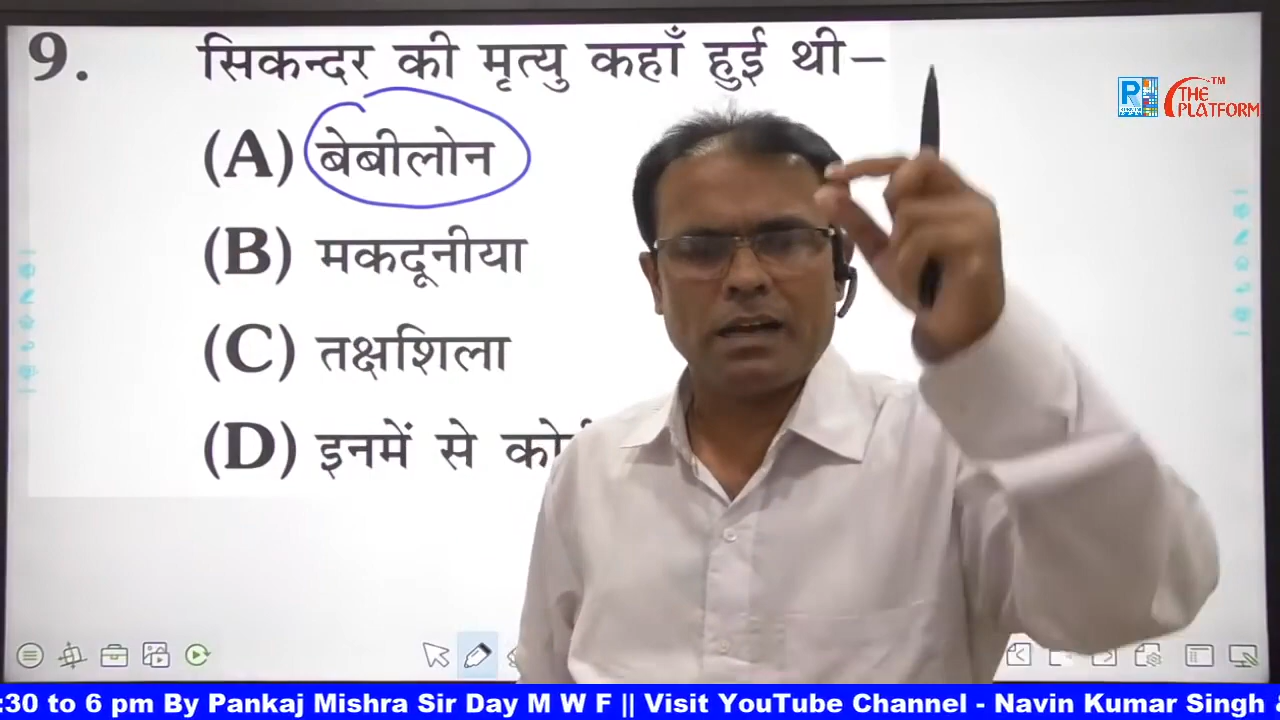 9. सिकन्दर की मृत्यु कहाँ हुई थी–
(A) बेबीलोन
(B) मकदूनीया
(C) तक्षशिला
(D) इनमें से
THE PLATFORM™
:30 to 6 pm By Pankaj Mishra Sir Day M W F || Visit YouTube Channel - Navin Kumar Singh